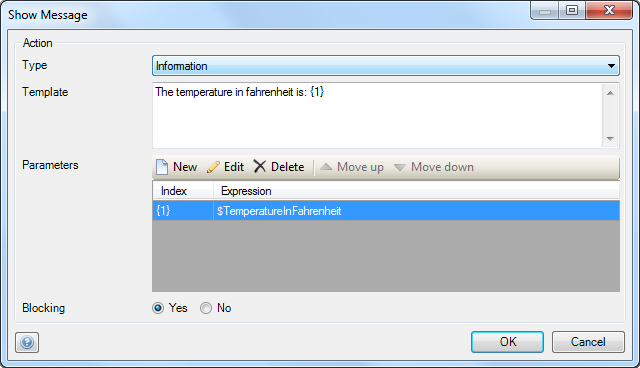 Show Message
Action
Type Information
Template The temperature in fahrenheit is: {1}
Parameters New Edit Delete Move up Move down
Index Expression
{1} $TemperatureInFahrenheit
Blocking Yes No
? OK Cancel